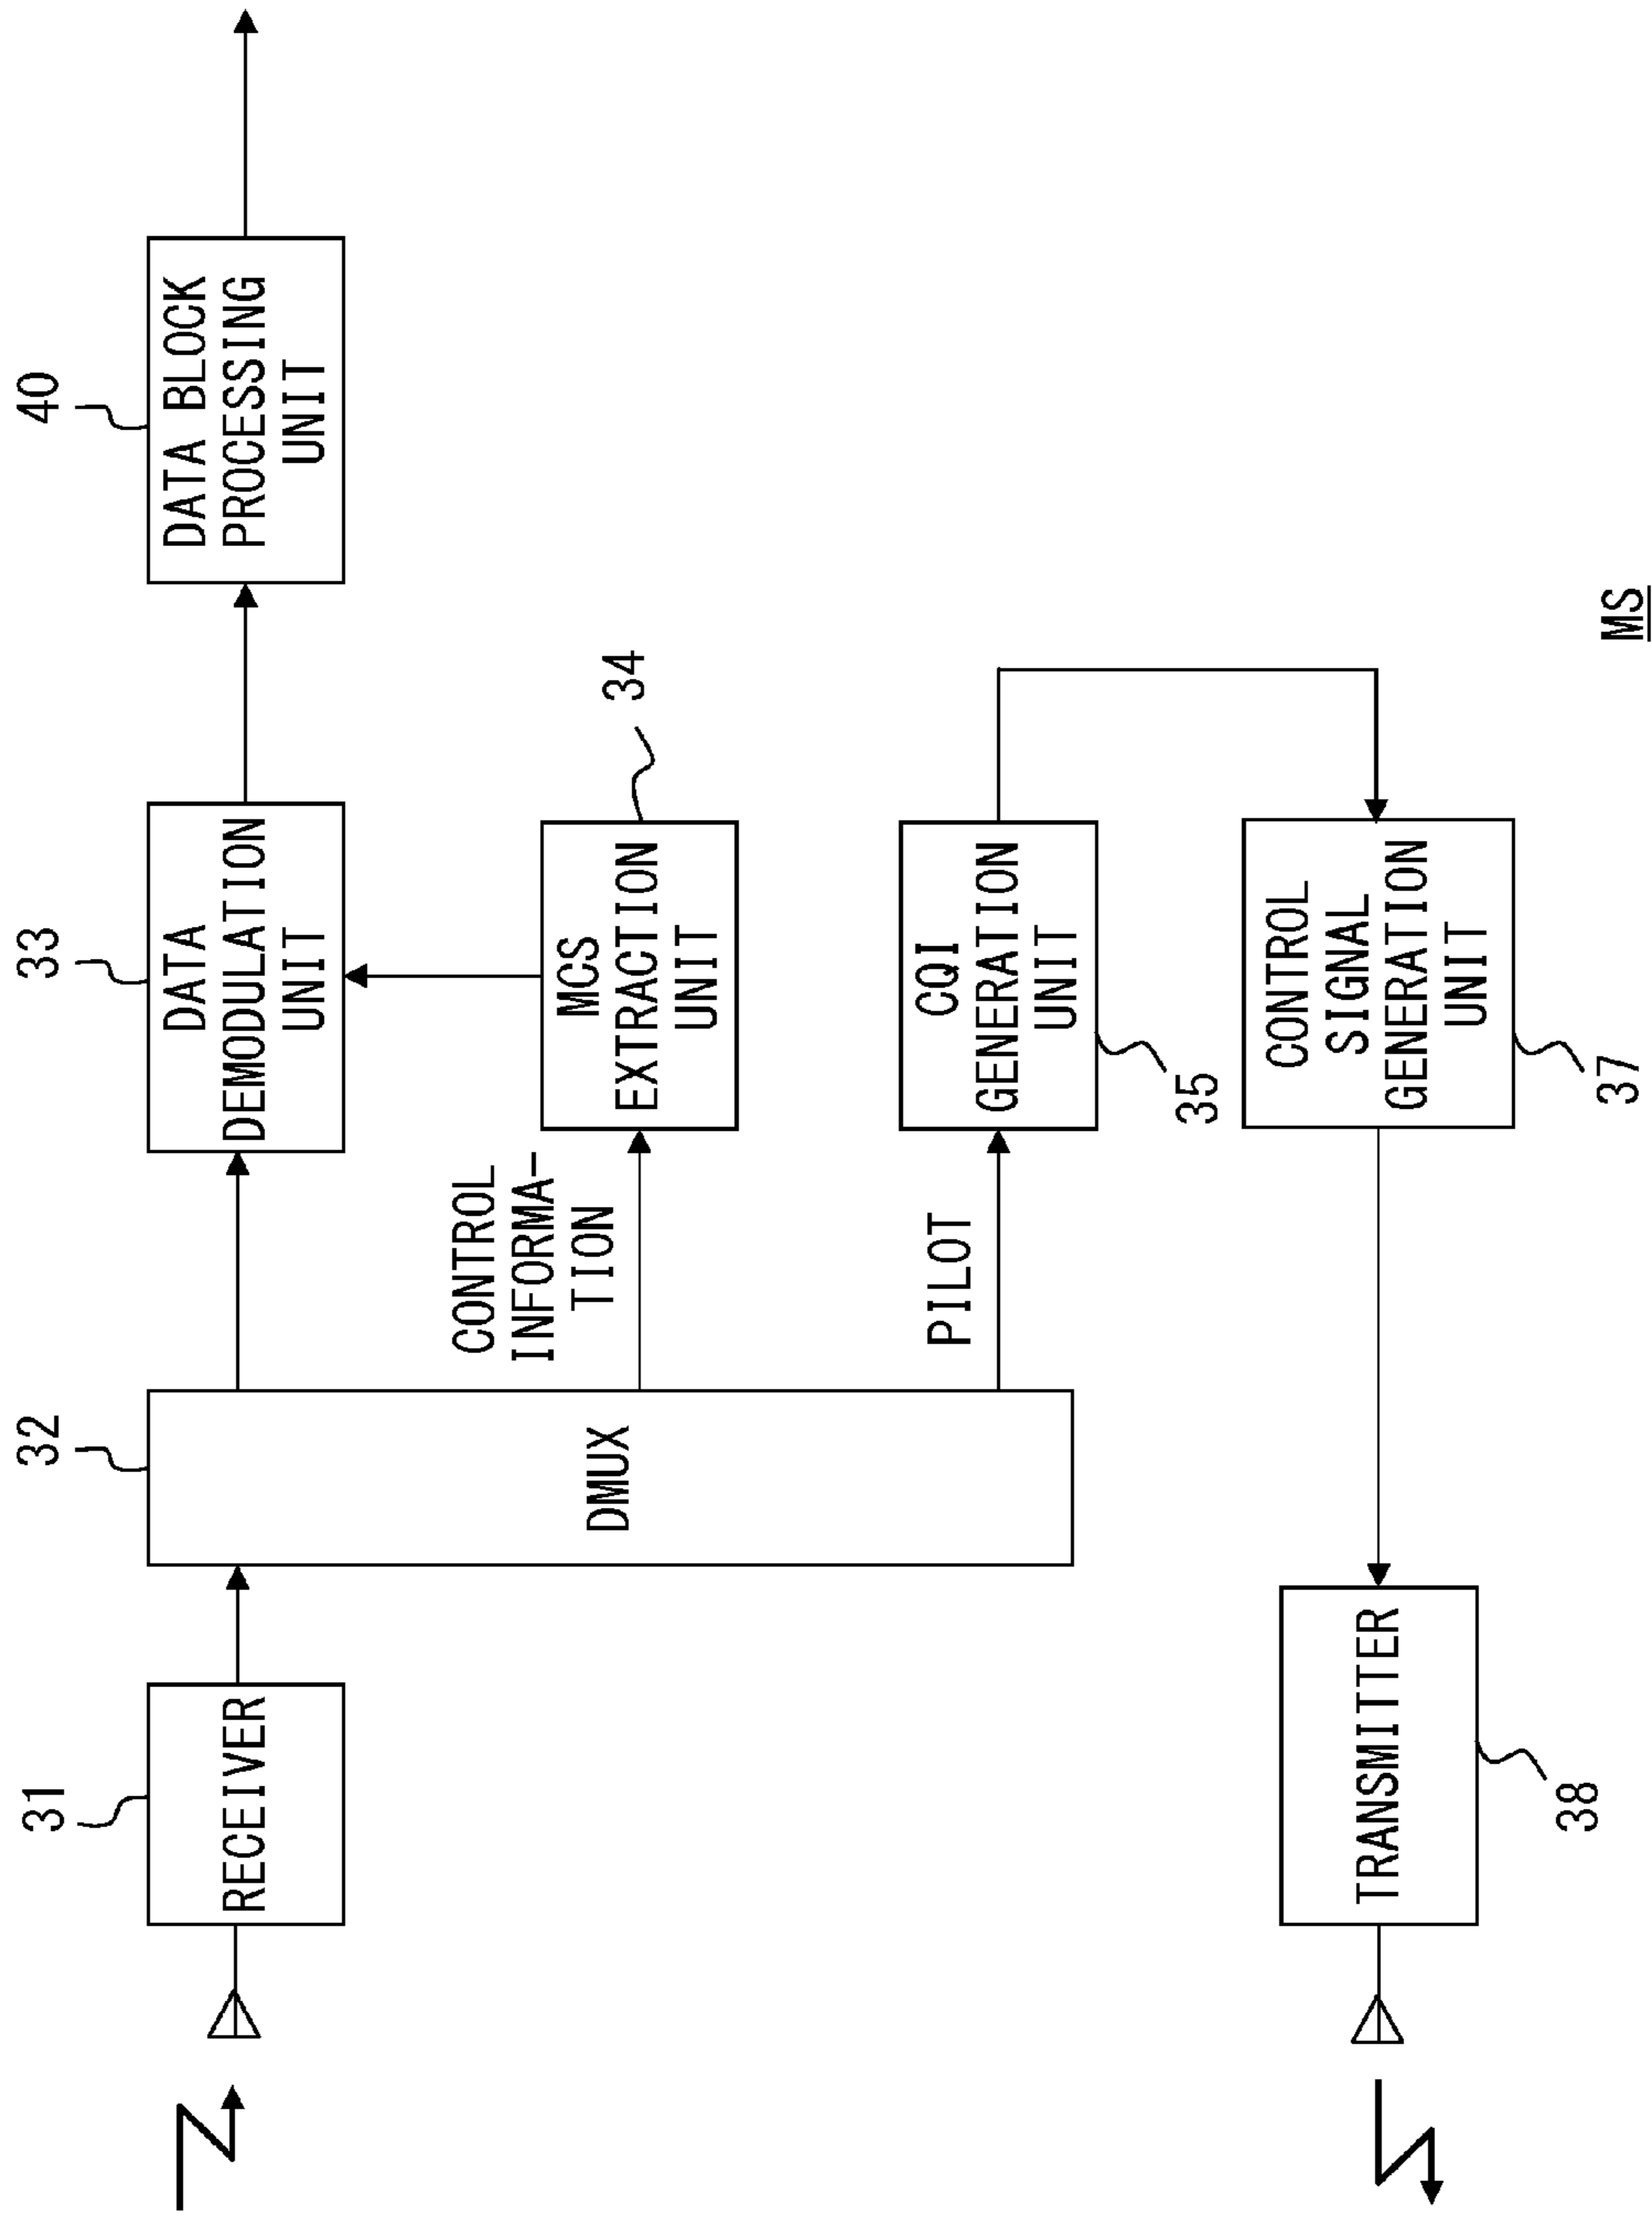 31
RECEIVER
32
DMUX
33
DATA
DEMODULATION
UNIT
40
DATA BLOCK
PROCESSING
UNIT
CONTROL
INFORMA-
TION
34
MCS
EXTRACTION
UNIT
PILOT
CQI
GENERATION
UNIT
35
38
TRANSMITTER
CONTROL
SIGNAL
GENERATION
UNIT
37
MS